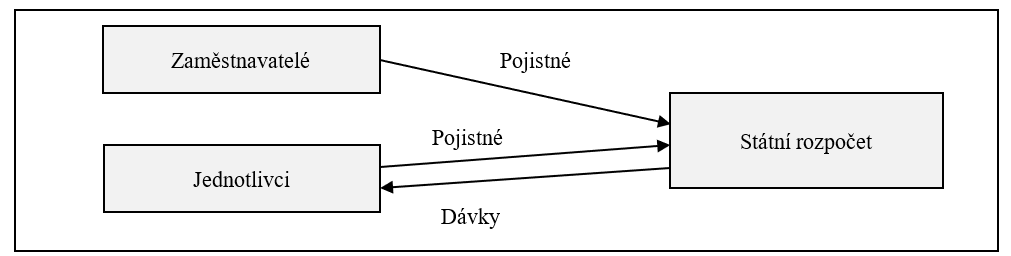 Zaměstnavatelé
Pojistné
Pojistné
Státní rozpočet
Jednotlivci
Dávky